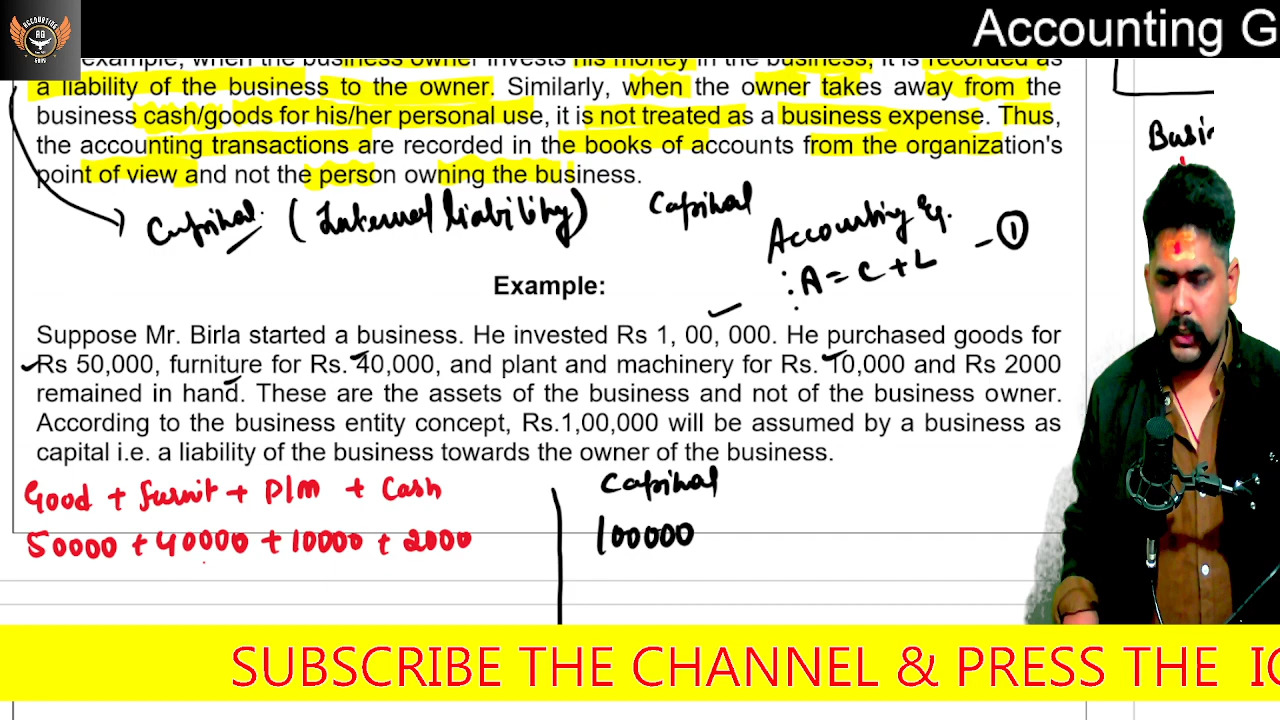 Accounting G
ACCOUNTING
AG
example, when the business owner invests his money in the business, it is recorded as
a liability of the business to the owner. Similarly, when the owner takes away from the
business cash/goods for his/her personal use, it is not treated as a business expense. Thus,
the accounting transactions are recorded in the books of accounts from the organization's
point of view and not the person owning the business.
Busin
Capital (Internal liability) Capital
Accounting Eq.
: A = C + L - ①
Example:
Suppose Mr. Birla started a business. He invested Rs 1, 00, 000. He purchased goods for
Rs 50,000, furniture for Rs. 40,000, and plant and machinery for Rs. 10,000 and Rs 2000
remained in hand. These are the assets of the business and not of the business owner.
According to the business entity concept, Rs.1,00,000 will be assumed by a business as
capital i.e. a liability of the business towards the owner of the business.
Good + Furnit + P/m + Cash
Capital
50000 + 40000 + 10000 + 2000
100000
SUBSCRIBE THE CHANNEL & PRESS THE IC